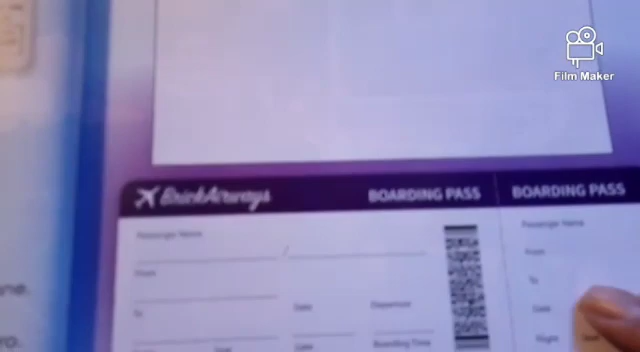 Film Maker
BrickAirways
BOARDING PASS
BOARDING PASS
Passenger Name
/
Passenger Name
From
From
To
To
Date
Departure
Date
Boarding Time
Flight